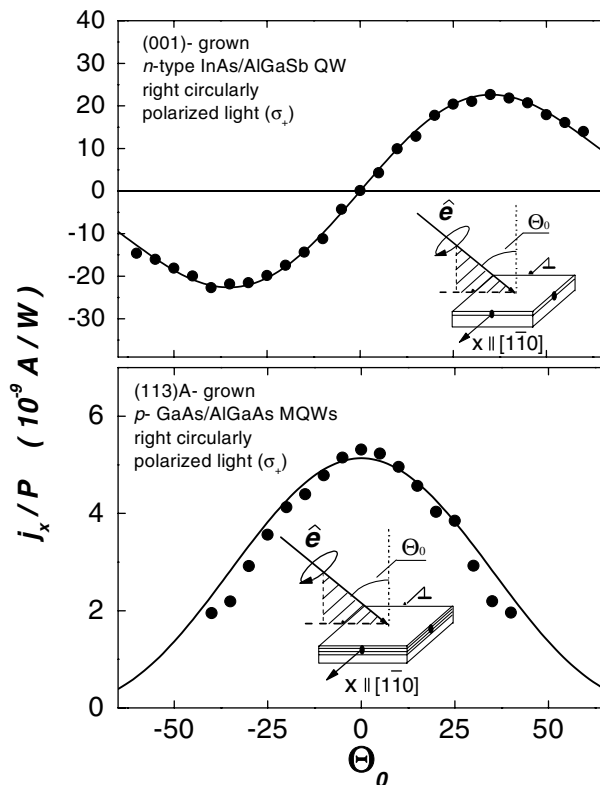 (001)- grown
n-type InAs/AlGaSb QW
right circularly
polarized light (σ+)
40
30
20
10
0
-10
-20
-30
ê
Θ0
⊥
x || [11̄0]
j_x / P ( 10^-9 A / W )
(113)A- grown
p- GaAs/AlGaAs MQWs
right circularly
polarized light (σ+)
6
4
2
0
ê
Θ0
⊥
x || [11̄0]
-50 -25 0 25 50
Θ0